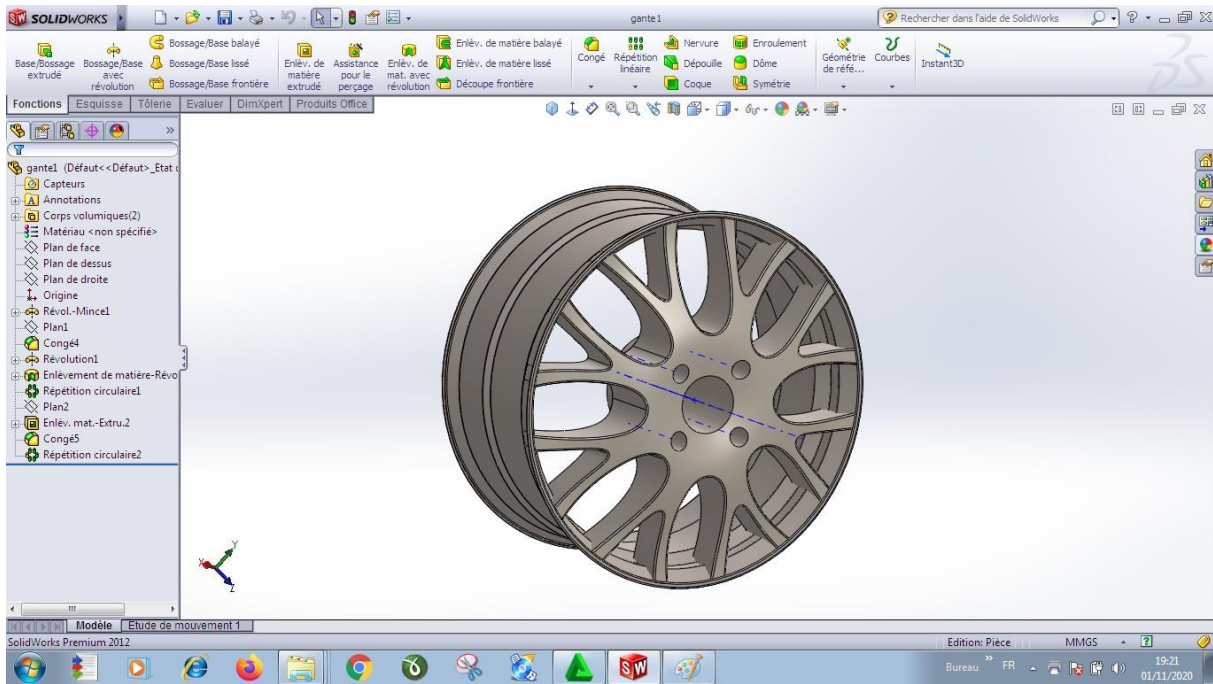 SOLIDWORKS
gante1
Rechercher dans l'aide de SolidWorks
Base/Bossage extrudé
Bossage/Base avec révolution
Bossage/Base balayé
Bossage/Base lissé
Bossage/Base frontière
Enlèv. de matière extrudé
Assistance pour le perçage
Enlèv. de mat. avec révolution
Enlèv. de matière balayé
Enlèv. de matière lissé
Découpe frontière
Congé
Répétition linéaire
Nervure
Dépouille
Coque
Enroulement
Dôme
Symétrie
Géométrie de réfé...
Courbes
Instant3D
Fonctions Esquisse Tôlerie Evaluer DimXpert Produits Office
gante1 (Défaut<<Défaut>_Etat
Capteurs
Annotations
Corps volumiques(2)
Matériau <non spécifié>
Plan de face
Plan de dessus
Plan de droite
Origine
Révol.-Mince1
Plan1
Congé4
Révolution1
Enlèvement de matière-Révo
Répétition circulaire1
Plan2
Enlèv. mat.-Extru.2
Congé5
Répétition circulaire2
Y
X
Z
Modèle Etude de mouvement 1
SolidWorks Premium 2012
Edition: Pièce MMGS
Bureau FR 19:21
01/11/2020